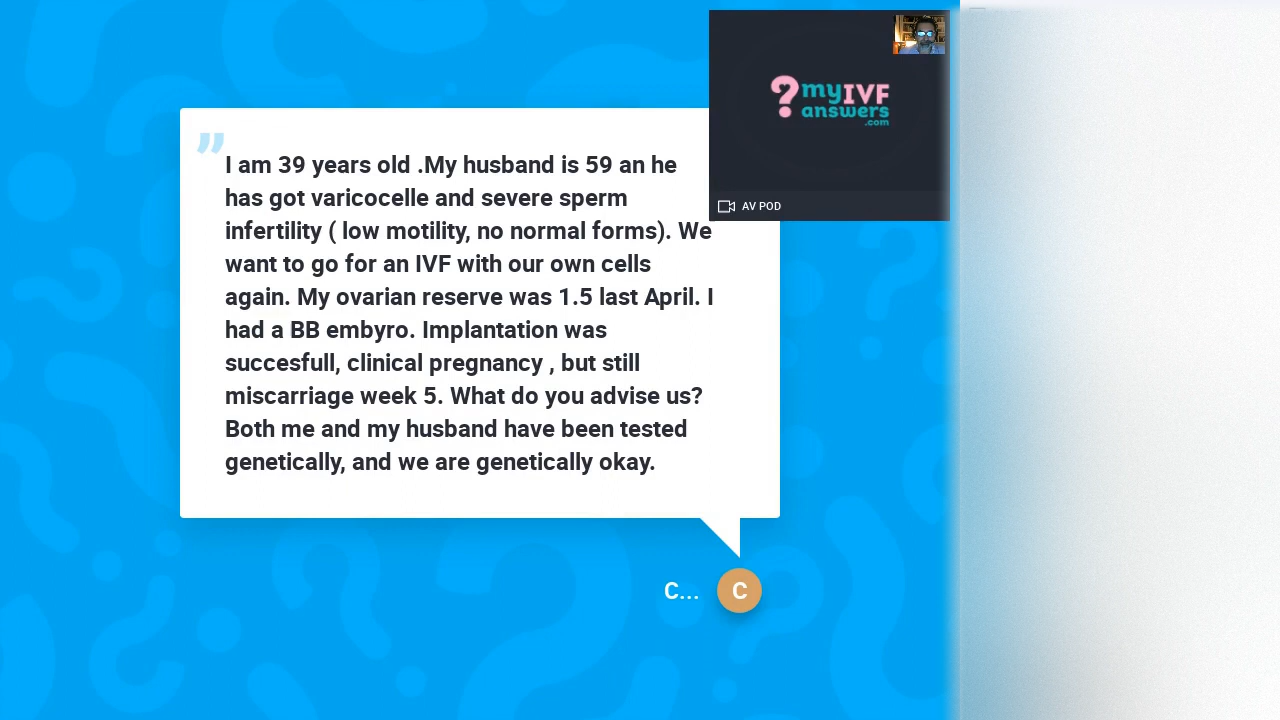 I am 39 years old .My husband is 59 an he
has got varicocelle and severe sperm
infertility ( low motility, no normal forms). We
want to go for an IVF with our own cells
again. My ovarian reserve was 1.5 last April. I
had a BB embyro. Implantation was
succesfull, clinical pregnancy , but still
miscarriage week 5. What do you advise us?
Both me and my husband have been tested
genetically, and we are genetically okay.
C... C
?myIVF
answers
.com
AV POD